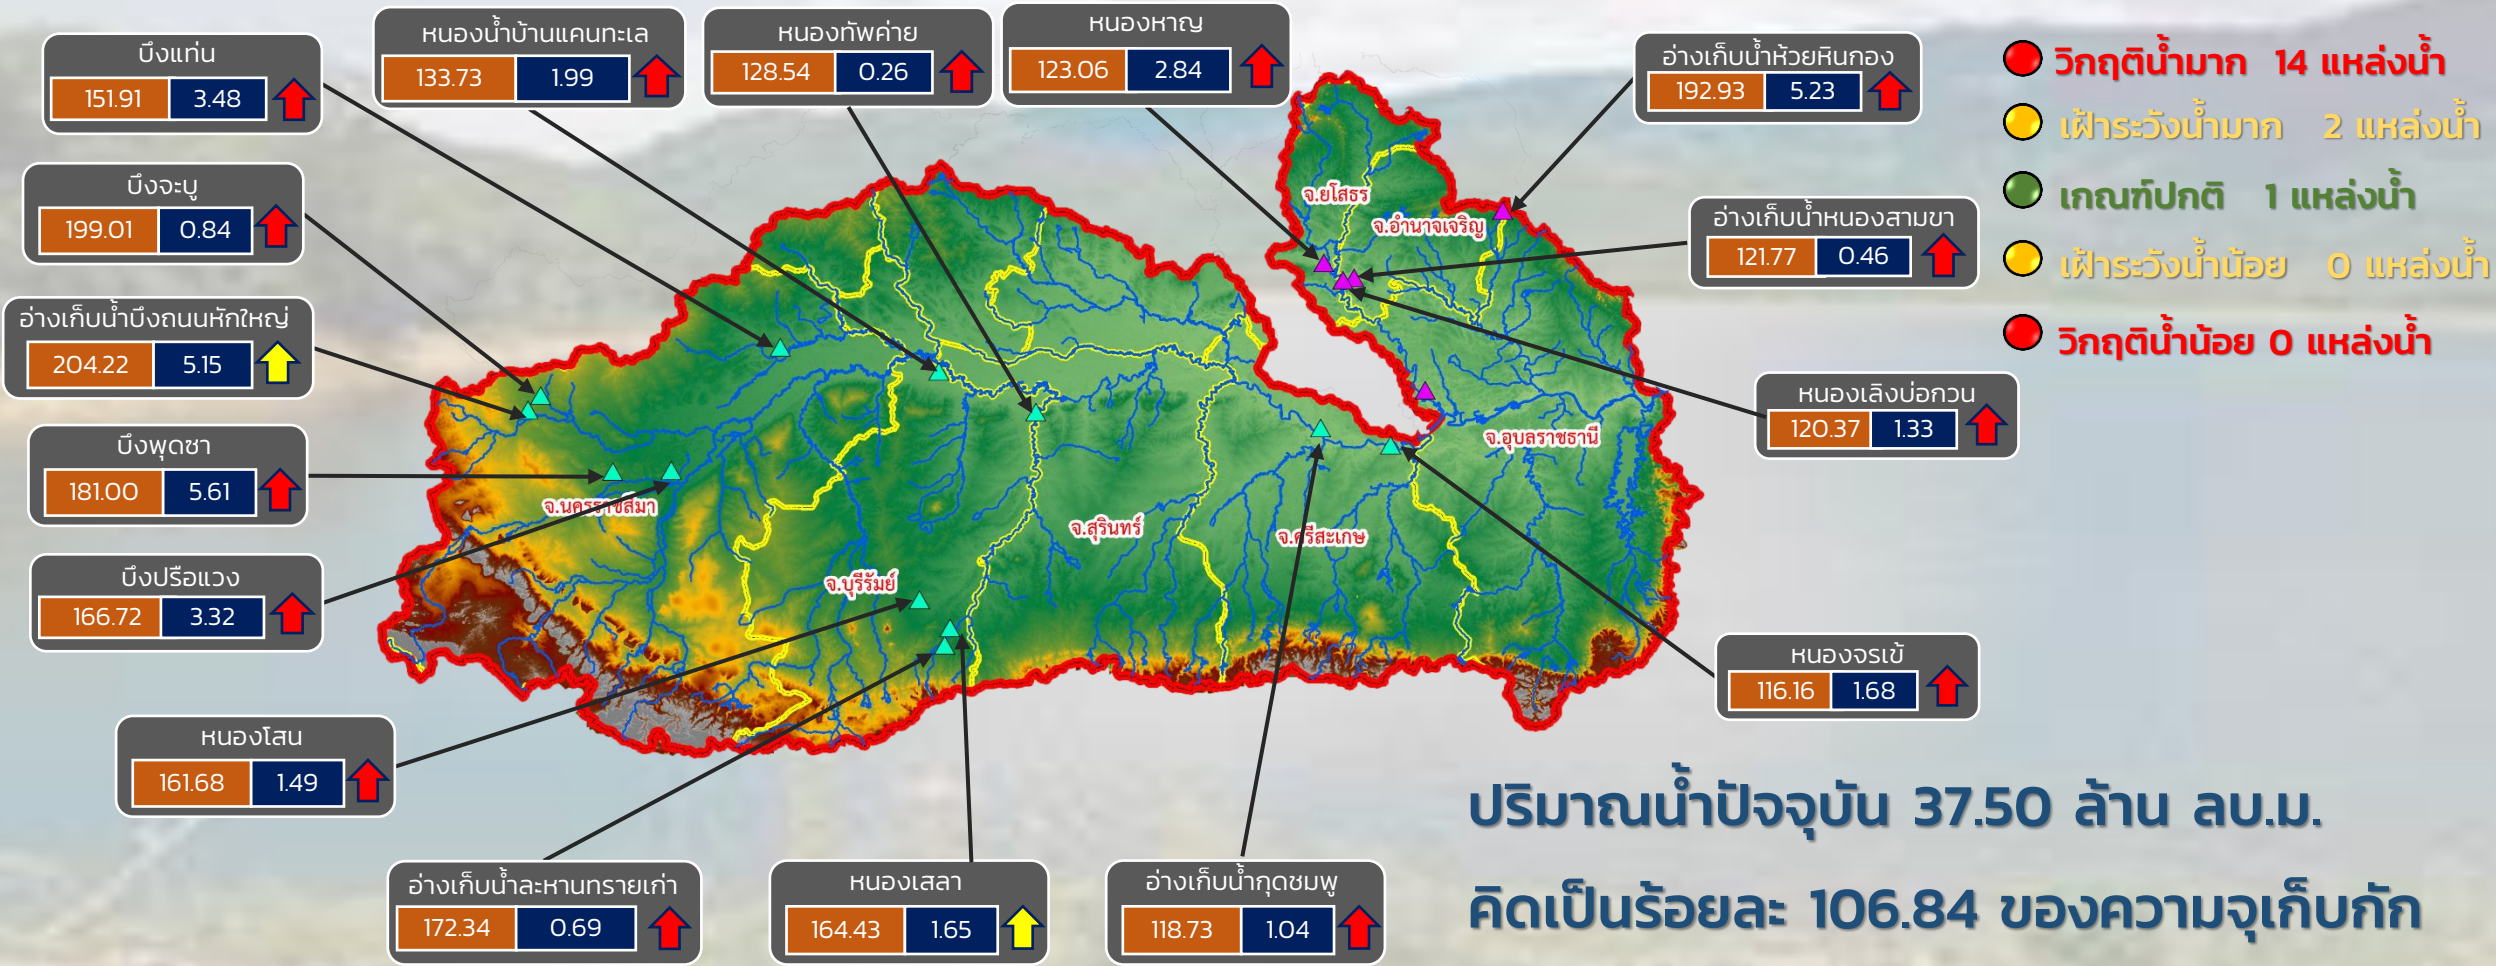 บึงแท่น
151.91 3.48
หนองน้ำบ้านแคนทะเล
133.73 1.99
หนองทัพค่าย
128.54 0.26
หนองหาญ
123.06 2.84
อ่างเก็บน้ำห้วยหินกอง
192.93 5.23
วิกฤติน้ำมาก 14 แหล่งน้ำ
เฝ้าระวังน้ำมาก 2 แหล่งน้ำ
เกณฑ์ปกติ 1 แหล่งน้ำ
เฝ้าระวังน้ำน้อย 0 แหล่งน้ำ
วิกฤติน้ำน้อย 0 แหล่งน้ำ
บึงจะบู
199.01 0.84
อ่างเก็บน้ำหนองสามขา
121.77 0.46
อ่างเก็บน้ำบึงถนนหักใหญ่
204.22 5.15
หนองเลิงบ่อกวน
120.37 1.33
บึงพุดซา
181.00 5.61
บึงปรือแวง
166.72 3.32
จ.ยโสธร
จ.อำนาจเจริญ
จ.อุบลราชธานี
จ.นครราชสีมา
จ.สุรินทร์
จ.ศรีสะเกษ
จ.บุรีรัมย์
หนองจรเข้
116.16 1.68
หนองโสน
161.68 1.49
อ่างเก็บน้ำละหานทรายเก่า
172.34 0.69
หนองเสลา
164.43 1.65
อ่างเก็บน้ำกุดชมพู
118.73 1.04
ปริมาณน้ำปัจจุบัน 37.50 ล้าน ลบ.ม.
คิดเป็นร้อยละ 106.84 ของความจุเก็บกัก